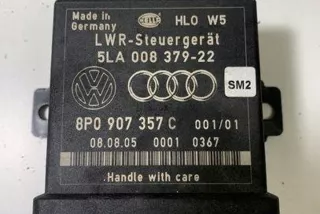 Made in
Germany
HELLA
HLO W5
LWR-Steuergerät
5LA 008 379-22
SM2
8P0 907 357 C 001/01
08.08.05 0001 0367
Handle with care